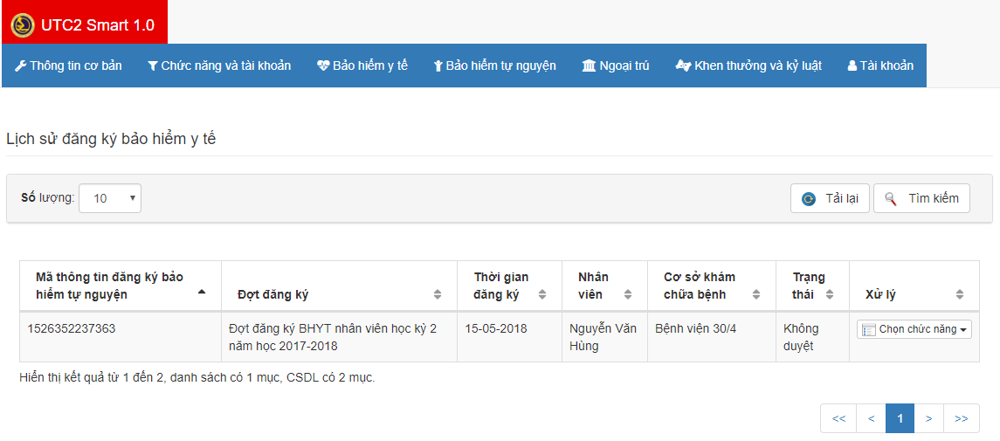 UTC2 Smart 1.0
Thông tin cơ bản Chức năng và tài khoản Bảo hiểm y tế Bảo hiểm tự nguyện Ngoại trú Khen thưởng và kỷ luật Tài khoản
Lịch sử đăng ký bảo hiểm y tế
Số lượng: 10 Tải lại Tìm kiếm
Mã thông tin đăng ký bảo hiểm tự nguyện Đợt đăng ký Thời gian đăng ký Nhân viên Cơ sở khám chữa bệnh Trạng thái Xử lý
1526352237363 Đợt đăng ký BHYT nhân viên học kỳ 2 năm học 2017-2018 15-05-2018 Nguyễn Văn Hùng Bệnh viện 30/4 Không duyệt Chọn chức năng
Hiển thị kết quả từ 1 đến 2, danh sách có 1 mục, CSDL có 2 mục.
<< < 1 > >>